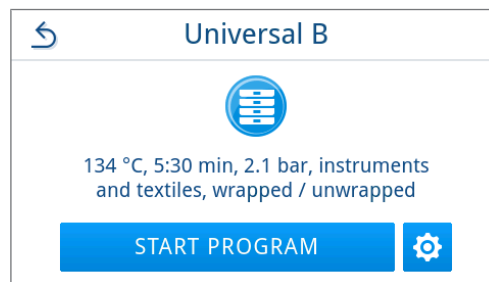 Universal B
134 °C, 5:30 min, 2.1 bar, instruments
and textiles, wrapped / unwrapped
START PROGRAM